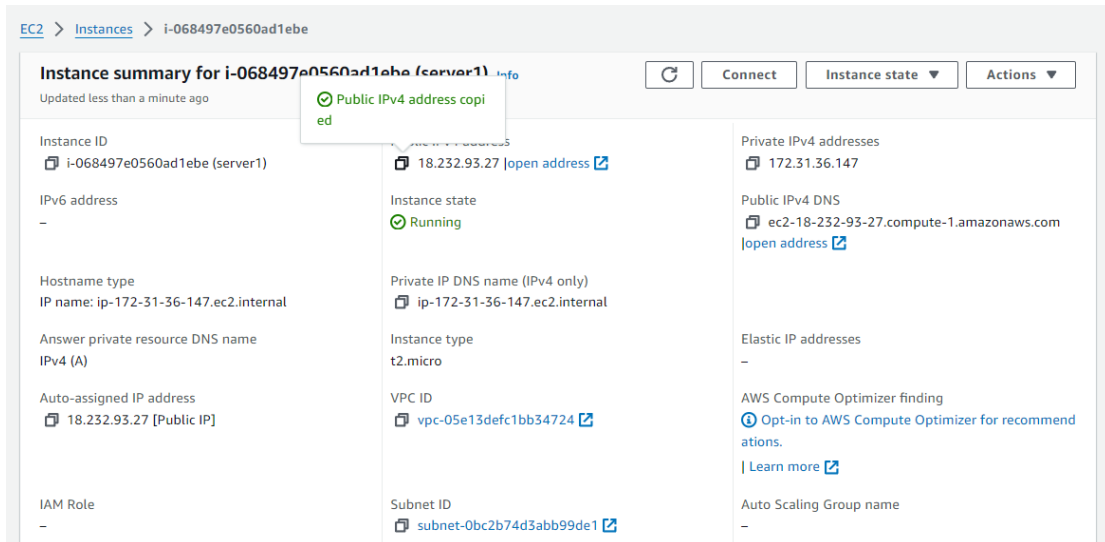 EC2 > Instances > i-068497e0560ad1ebe
Instance summary for i-068497e0560ad1ebe (server1) Info
Connect
Instance state ▼
Actions ▼
Updated less than a minute ago
Public IPv4 address copi
ed
Instance ID
i-068497e0560ad1ebe (server1)
Public IPv4 address
18.232.93.27 |open address
Private IPv4 addresses
172.31.36.147
IPv6 address
–
Instance state
Running
Public IPv4 DNS
ec2-18-232-93-27.compute-1.amazonaws.com
|open address
Hostname type
IP name: ip-172-31-36-147.ec2.internal
Private IP DNS name (IPv4 only)
ip-172-31-36-147.ec2.internal
Answer private resource DNS name
IPv4 (A)
Instance type
t2.micro
Elastic IP addresses
–
Auto-assigned IP address
18.232.93.27 [Public IP]
VPC ID
vpc-05e13defc1bb34724
AWS Compute Optimizer finding
Opt-in to AWS Compute Optimizer for recommend
ations.
| Learn more
IAM Role
–
Subnet ID
subnet-0bc2b74d3abb99de1
Auto Scaling Group name
–